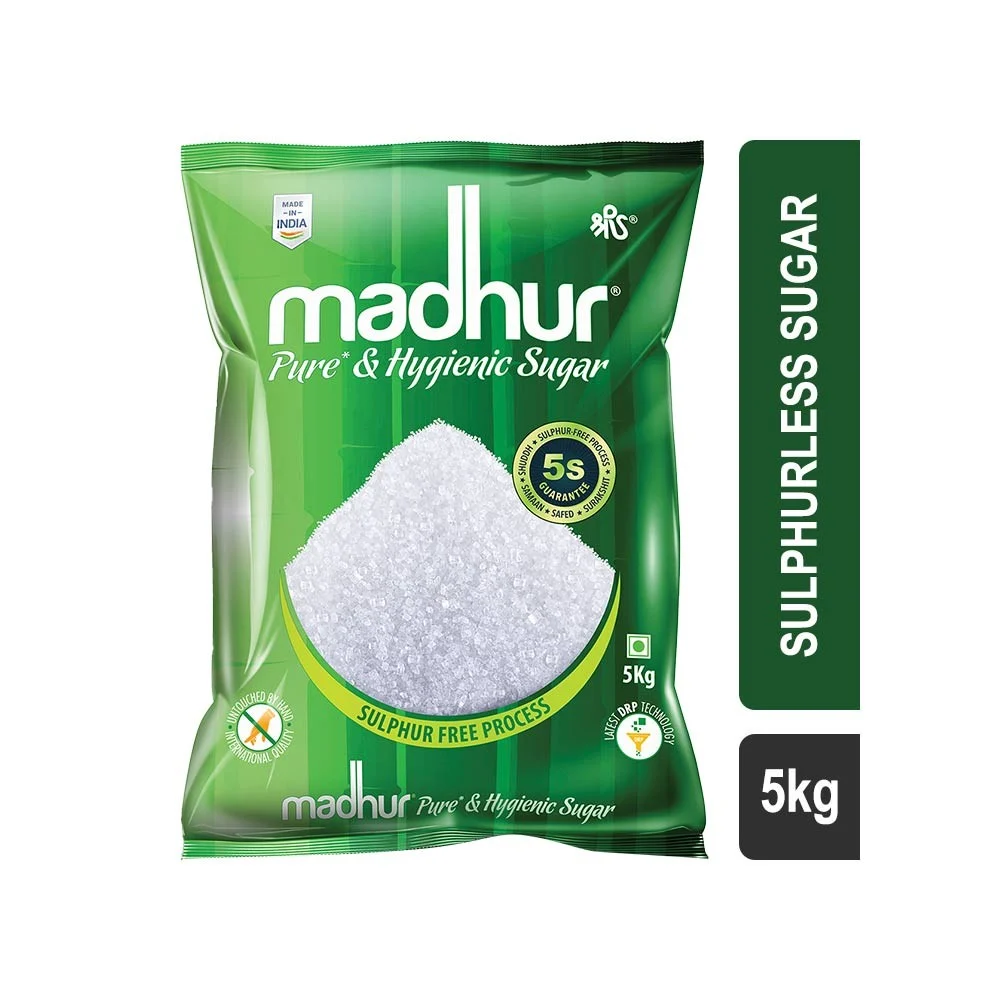 MADE
-IN-
INDIA
श्री ®
madhur®
Pure* & Hygienic Sugar
SHUDDH ★ SULPHUR-FREE PROCESS ★ SURAKSHIT ★ SAFED ★ SAMAAN ★
5s
GUARANTEE
5Kg
SULPHUR FREE PROCESS
UNTOUCHED BY HAND
INTERNATIONAL QUALITY
LATEST DRP TECHNOLOGY
madhur® Pure* & Hygienic Sugar
SULPHURLESS SUGAR
5kg